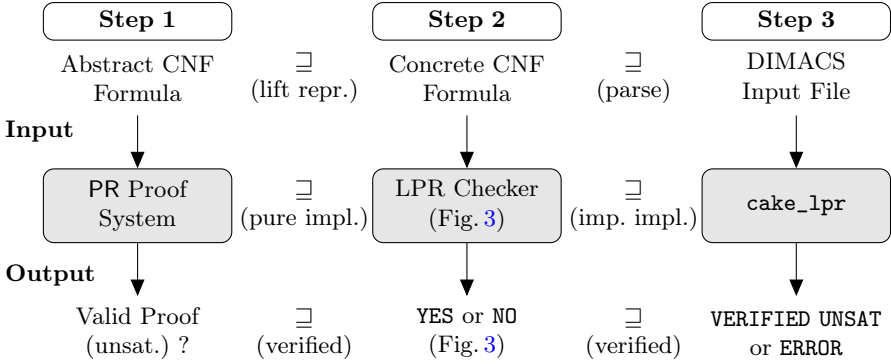 Step 1
Step 2
Step 3
Abstract CNF
Formula
⊒
(lift repr.)
Concrete CNF
Formula
⊒
(parse)
DIMACS
Input File
Input
PR Proof
System
⊒
(pure impl.)
LPR Checker
(Fig. 3)
⊒
(imp. impl.)
cake_lpr
Output
Valid Proof
(unsat.) ?
⊒
(verified)
YES or NO
(Fig. 3)
⊒
(verified)
VERIFIED UNSAT
or ERROR